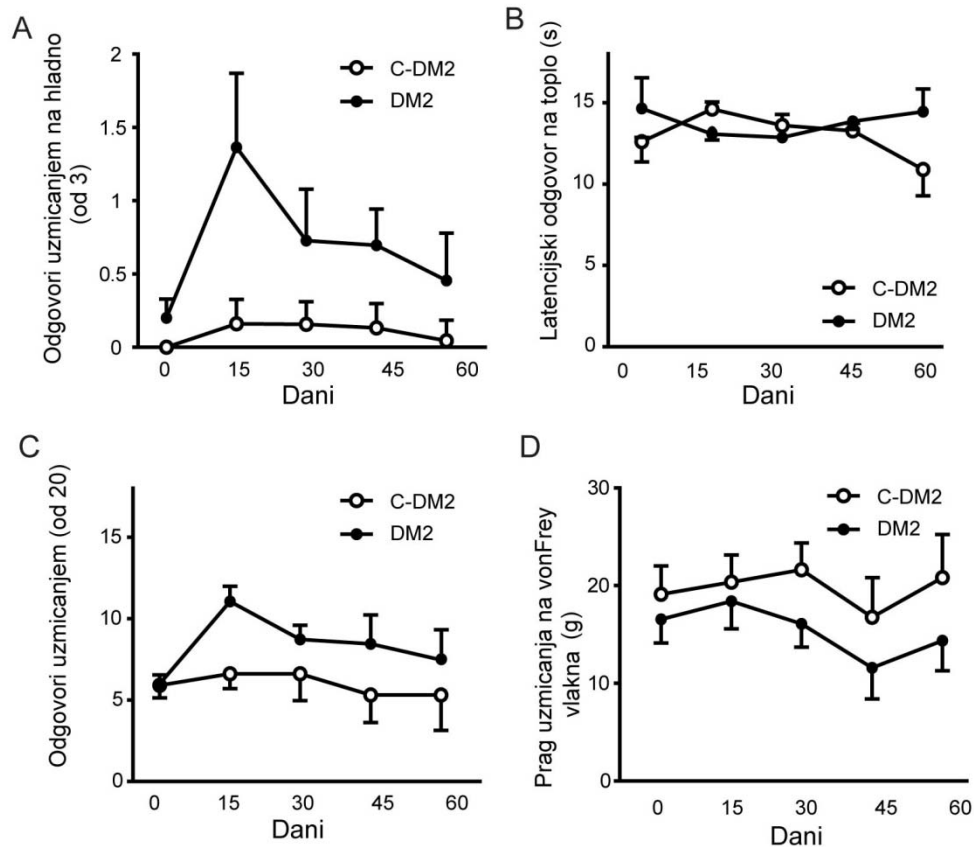 A
Odgovori uzmicanjem na hladno
(od 3)
2
1.5
1
0.5
0
C-DM2
DM2
0 15 30 45 60
Dani
B
Latencijski odgovor na toplo (s)
15
10
5
0
C-DM2
DM2
0 15 30 45 60
Dani
C
Odgovori uzmicanjem (od 20)
15
10
5
0
C-DM2
DM2
0 15 30 45 60
Dani
D
Prag uzmicanja na vonFrey
vlakna (g)
30
20
10
0
C-DM2
DM2
0 15 30 45 60
Dani